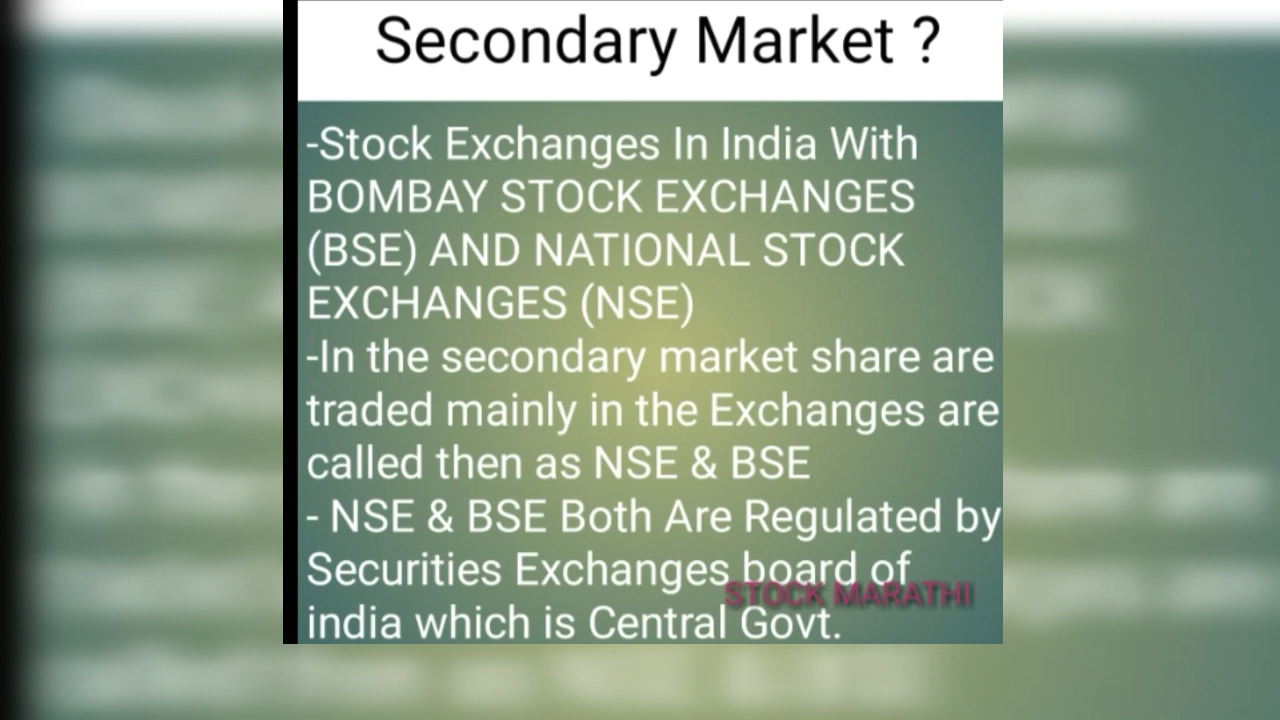 Secondary Market ?
-Stock Exchanges In India With
BOMBAY STOCK EXCHANGES
(BSE) AND NATIONAL STOCK
EXCHANGES (NSE)
-In the secondary market share are
traded mainly in the Exchanges are
called then as NSE & BSE
- NSE & BSE Both Are Regulated by
Securities Exchanges board of
STOCK MARATHI
india which is Central Govt.